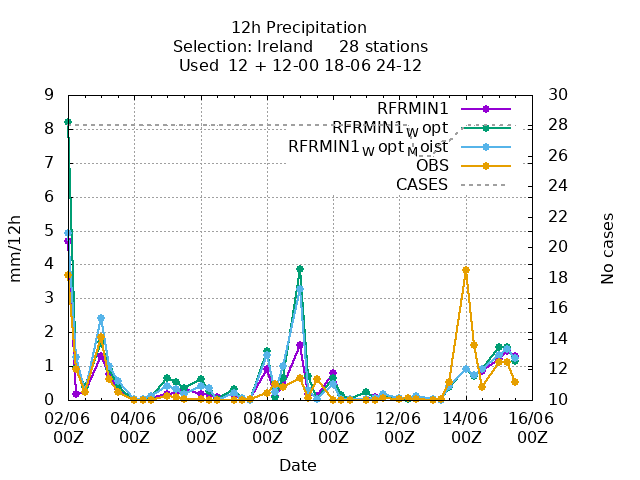 12h Precipitation
Selection: Ireland 28 stations
Used 12 + 12-00 18-06 24-12
RFRMIN1
RFRMIN1_W opt
RFRMIN1_W opt_M oist
OBS
CASES
9
8
7
6
5
4
3
2
1
0
mm/12h
30
28
26
24
22
20
18
16
14
12
10
No cases
02/06 04/06 06/06 08/06 10/06 12/06 14/06 16/06
00Z 00Z 00Z 00Z 00Z 00Z 00Z 00Z
Date